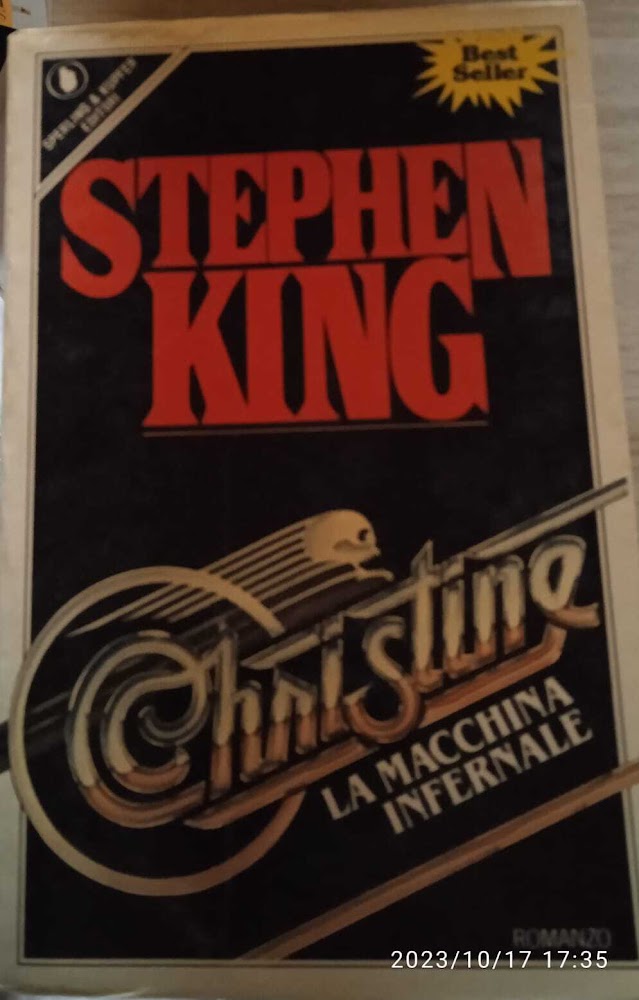 SPERLING & KUPFER
EDITORI
Best
Seller
STEPHEN
KING
Christine
LA MACCHINA
INFERNALE
ROMANZO
2023/10/17 17:35